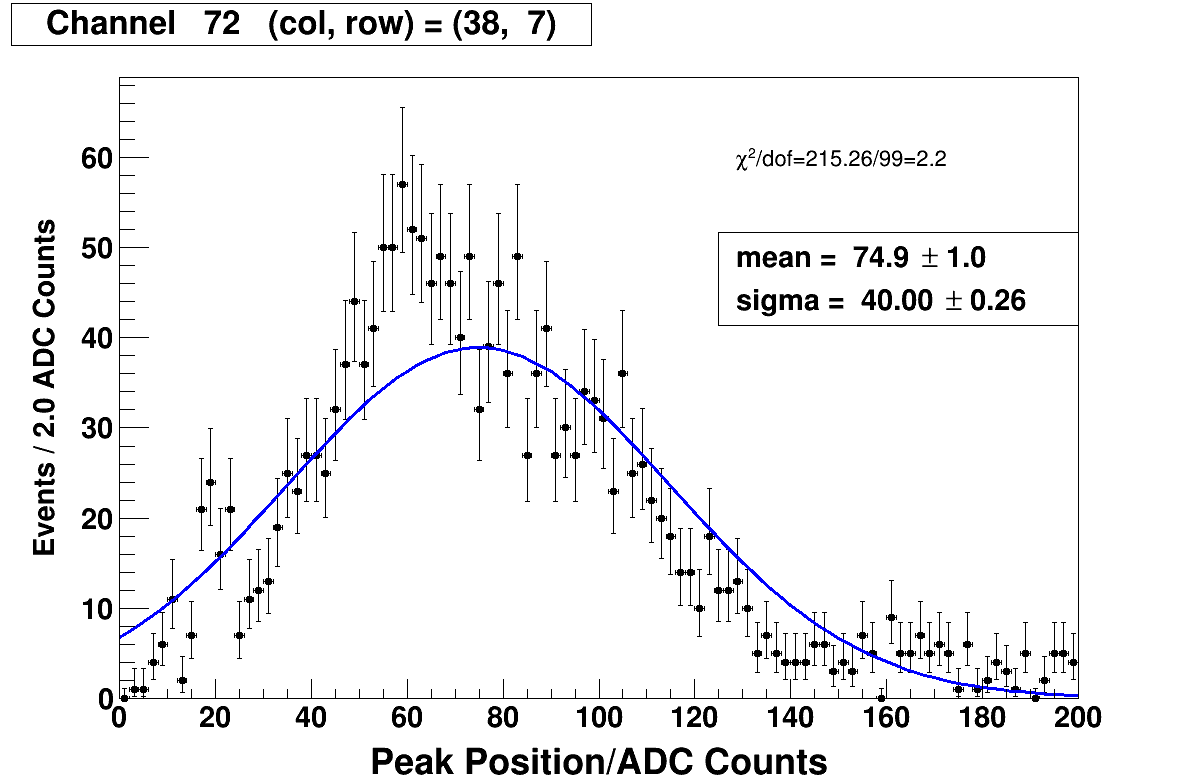 Channel 72 (col, row) = (38, 7)
χ²/dof=215.26/99=2.2
mean = 74.9 ± 1.0
sigma = 40.00 ± 0.26
Events / 2.0 ADC Counts
60
50
40
30
20
10
0
0 20 40 60 80 100 120 140 160 180 200
Peak Position/ADC Counts